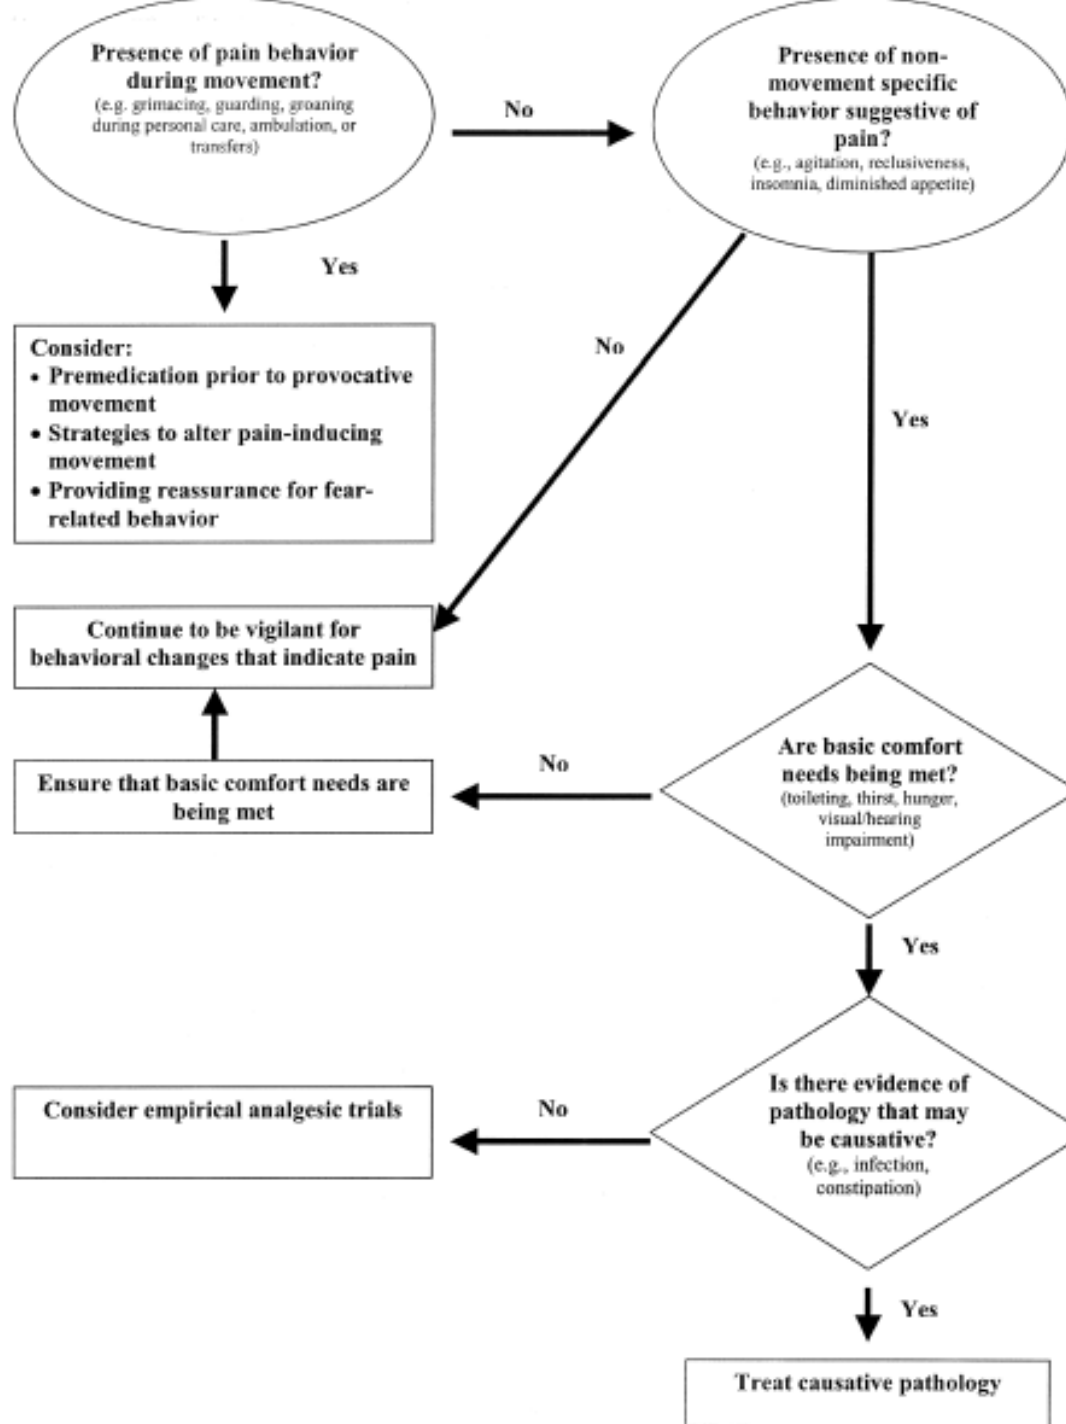 Presence of pain behavior
during movement?
(e.g. grimacing, guarding, groaning
during personal care, ambulation, or
transfers)
No
Presence of non-
movement specific
behavior suggestive of
pain?
(e.g., agitation, reclusiveness,
insomnia, diminished appetite)
Yes
Consider:
• Premedication prior to provocative
movement
• Strategies to alter pain-inducing
movement
• Providing reassurance for fear-
related behavior
No
Yes
Continue to be vigilant for
behavioral changes that indicate pain
Are basic comfort
needs being met?
(toileting, thirst, hunger,
visual/hearing
impairment)
No
Ensure that basic comfort needs are
being met
Yes
Is there evidence of
pathology that may
be causative?
(e.g., infection,
constipation)
No
Consider empirical analgesic trials
Yes
Treat causative pathology